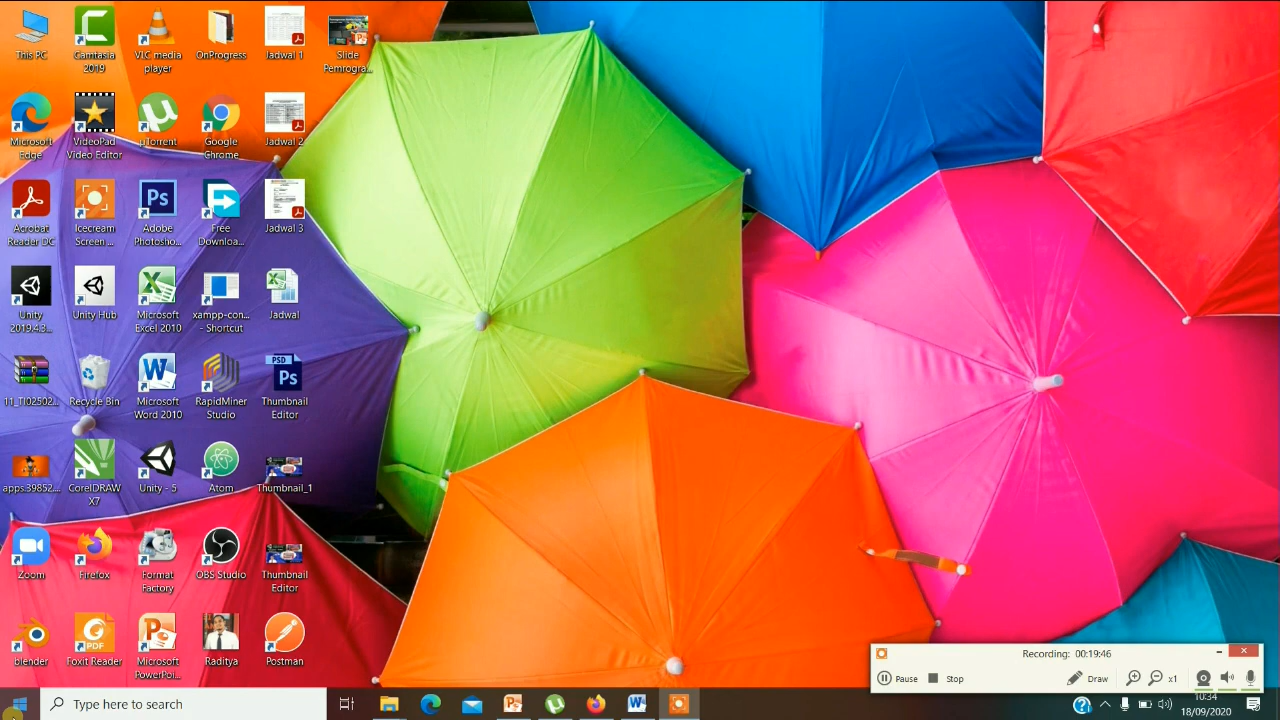 This PC
Camtasia
2019
VLC media
player
OnProgress
Jadwal 1
Slide
Pemrogra...
Microsoft
Edge
VideoPad
Video Editor
µTorrent
Google
Chrome
Jadwal 2
Acrobat
Reader DC
Icecream
Screen ...
Ps
Adobe
Photosho...
Free
Downloa...
Jadwal 3
Unity
2019.4.3...
Unity Hub
Microsoft
Excel 2010
xampp-con...
- Shortcut
Jadwal
11_TI02502...
Recycle Bin
Microsoft
Word 2010
RapidMiner
Studio
PSD
Ps
Thumbnail
Editor
apps.39852...
CorelDRAW
X7
Unity - 5
Atom
Thumbnail_1
Zoom
Firefox
Format
Factory
OBS Studio
Thumbnail
Editor
blender
PDF
Foxit Reader
Microsoft
PowerPoi...
Raditya
Postman
Recording: 00:19:46
Pause
Stop
Draw
x1
Type here to search
10:34
18/09/2020